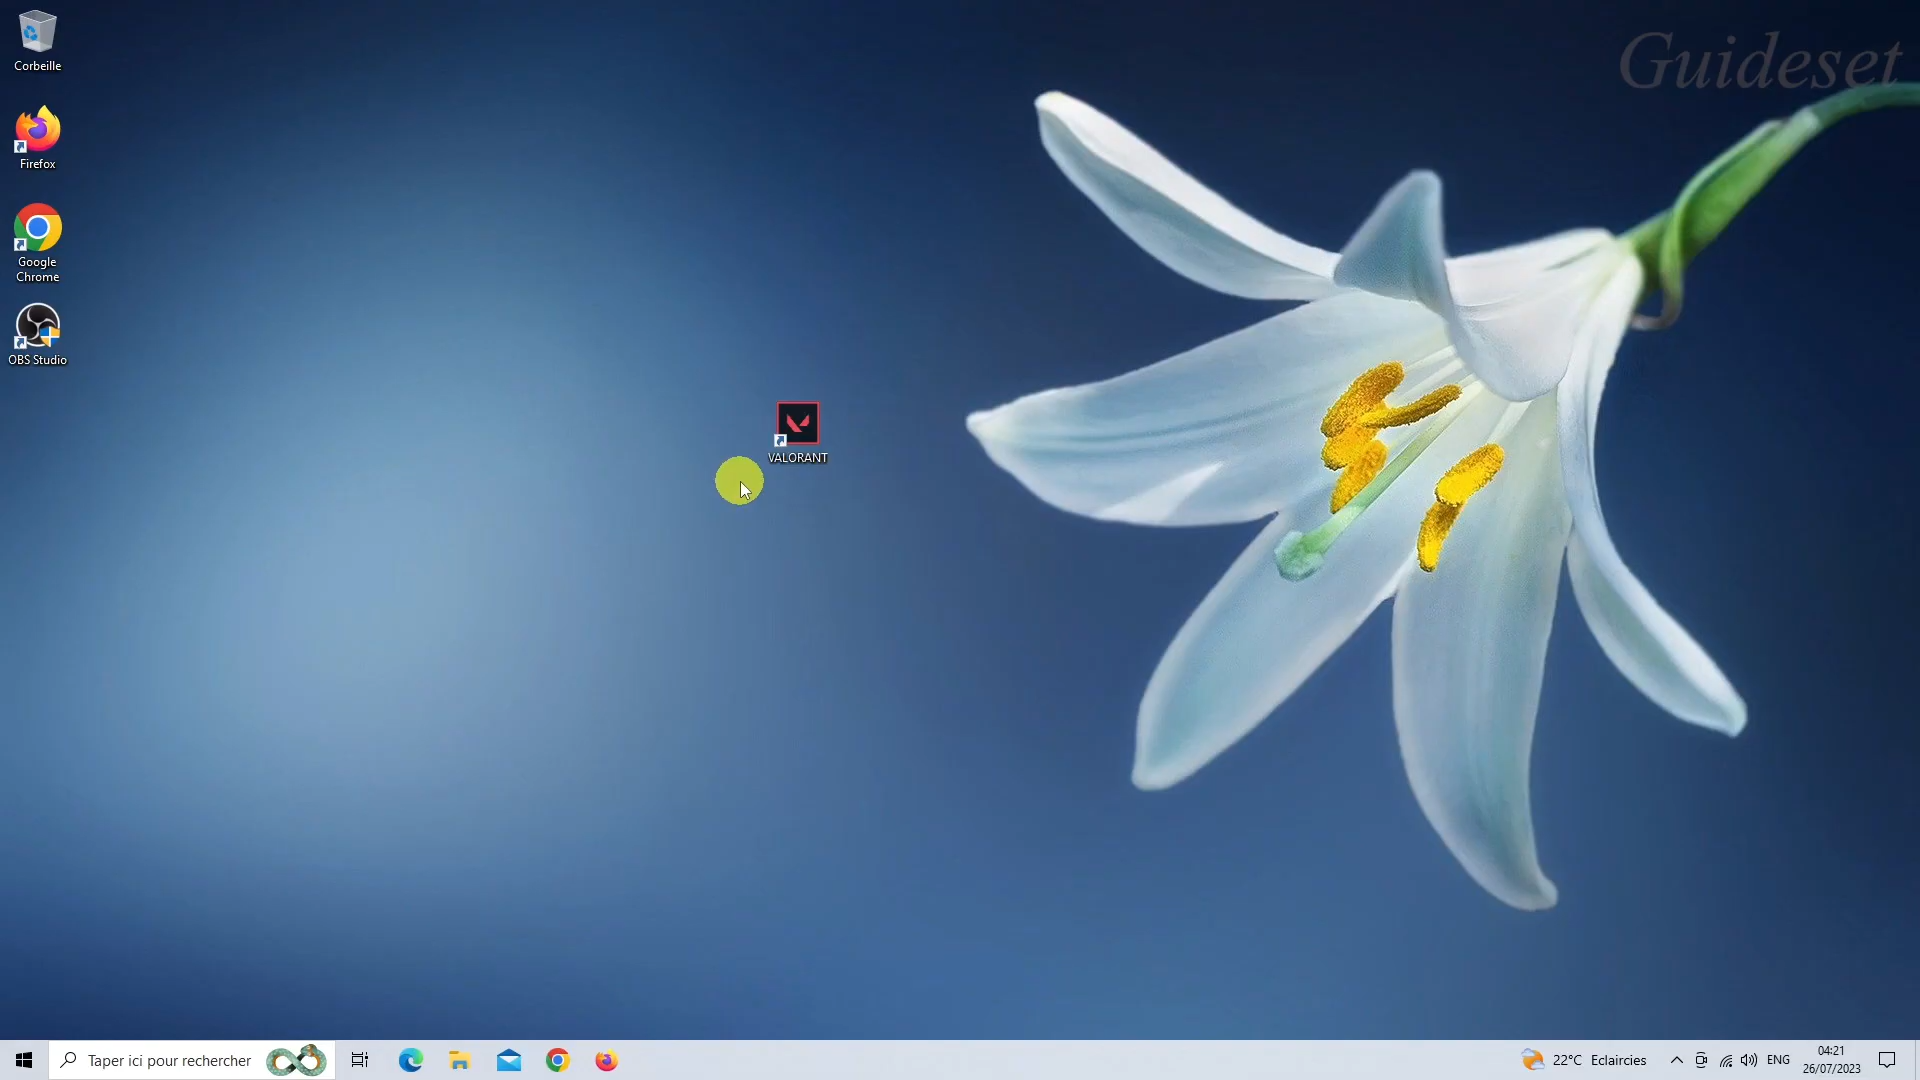 Guideset
Corbeille
Firefox
Google
Chrome
OBS Studio
VALORANT
Taper ici pour rechercher
22°C Eclaircies
ENG
04:21
26/07/2023